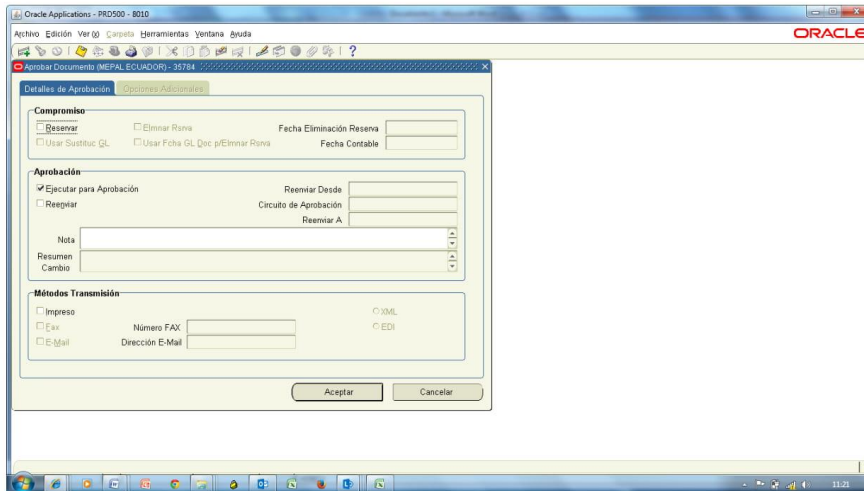 Oracle Applications - PRD500 - 8010
Archivo Edición Ver(x) Carpeta Herramientas Ventana Ayuda
ORACLE
Aprobar Documento (MEPAL ECUADOR) - 35784
Detalles de Aprobación Opciones Adicionales
Compromiso
Reservar Elmnar Rsrva Fecha Eliminación Reserva
Usar Sustituc GL Usar Fcha GL Doc p/Elmnar Rsrva Fecha Contable
Aprobación
Ejecutar para Aprobación Reenviar Desde
Reenviar Circuito de Aprobación
Reenviar A
Nota
Resumen
Cambio
Métodos Transmisión
Impreso XML
Fax Número FAX EDI
E-Mail Dirección E-Mail
Aceptar Cancelar
11:21